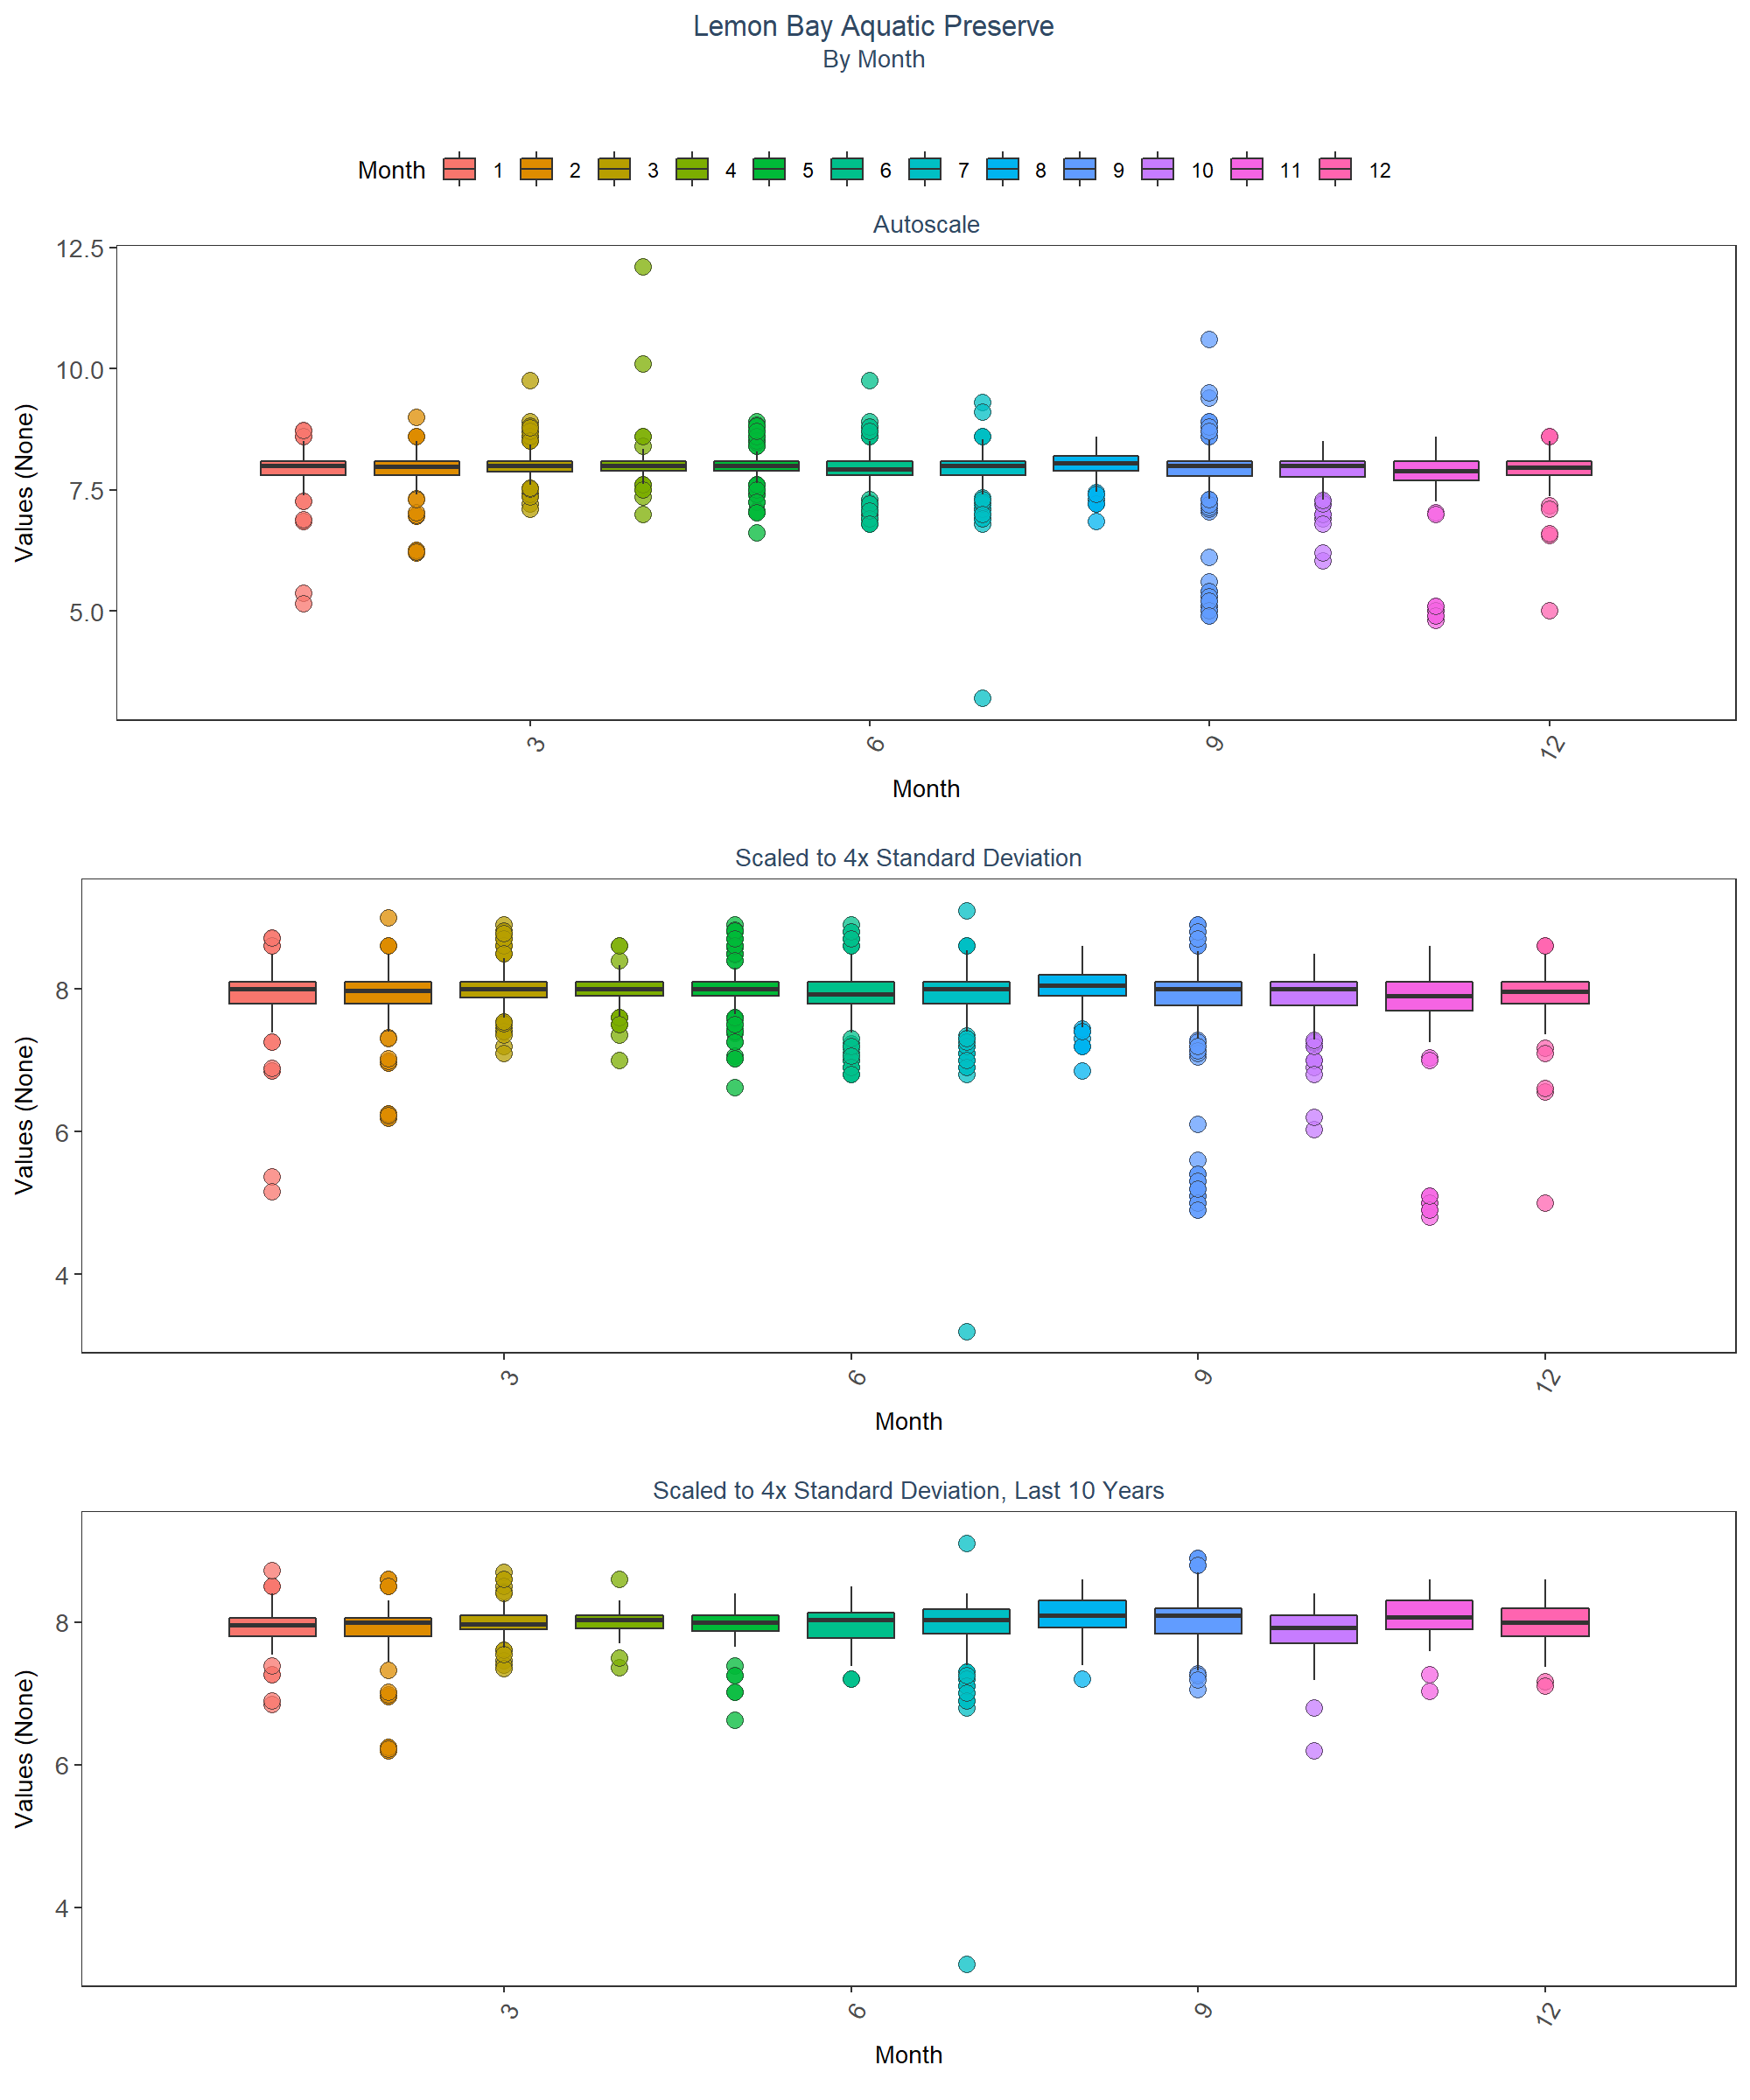 Lemon Bay Aquatic Preserve
By Month
Month 1 2 3 4 5 6 7 8 9 10 11 12
Autoscale
Values (None)
12.5
10.0
7.5
5.0
3 6 9 12
Month
Scaled to 4x Standard Deviation
Values (None)
8
6
4
3 6 9 12
Month
Scaled to 4x Standard Deviation, Last 10 Years
Values (None)
8
6
4
3 6 9 12
Month